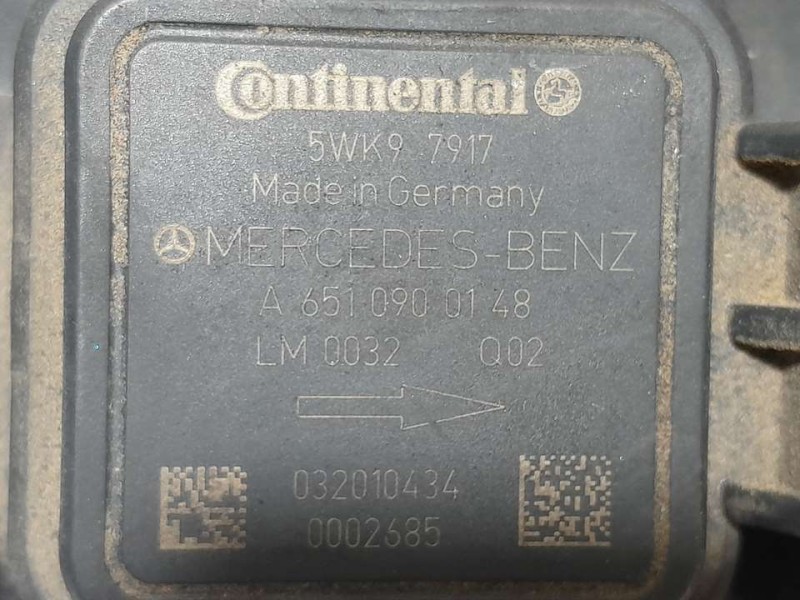 Continental
5WK9 7917
Made in Germany
MERCEDES-BENZ
A 651 090 01 48
LM 0032 Q02
032010434
0002685